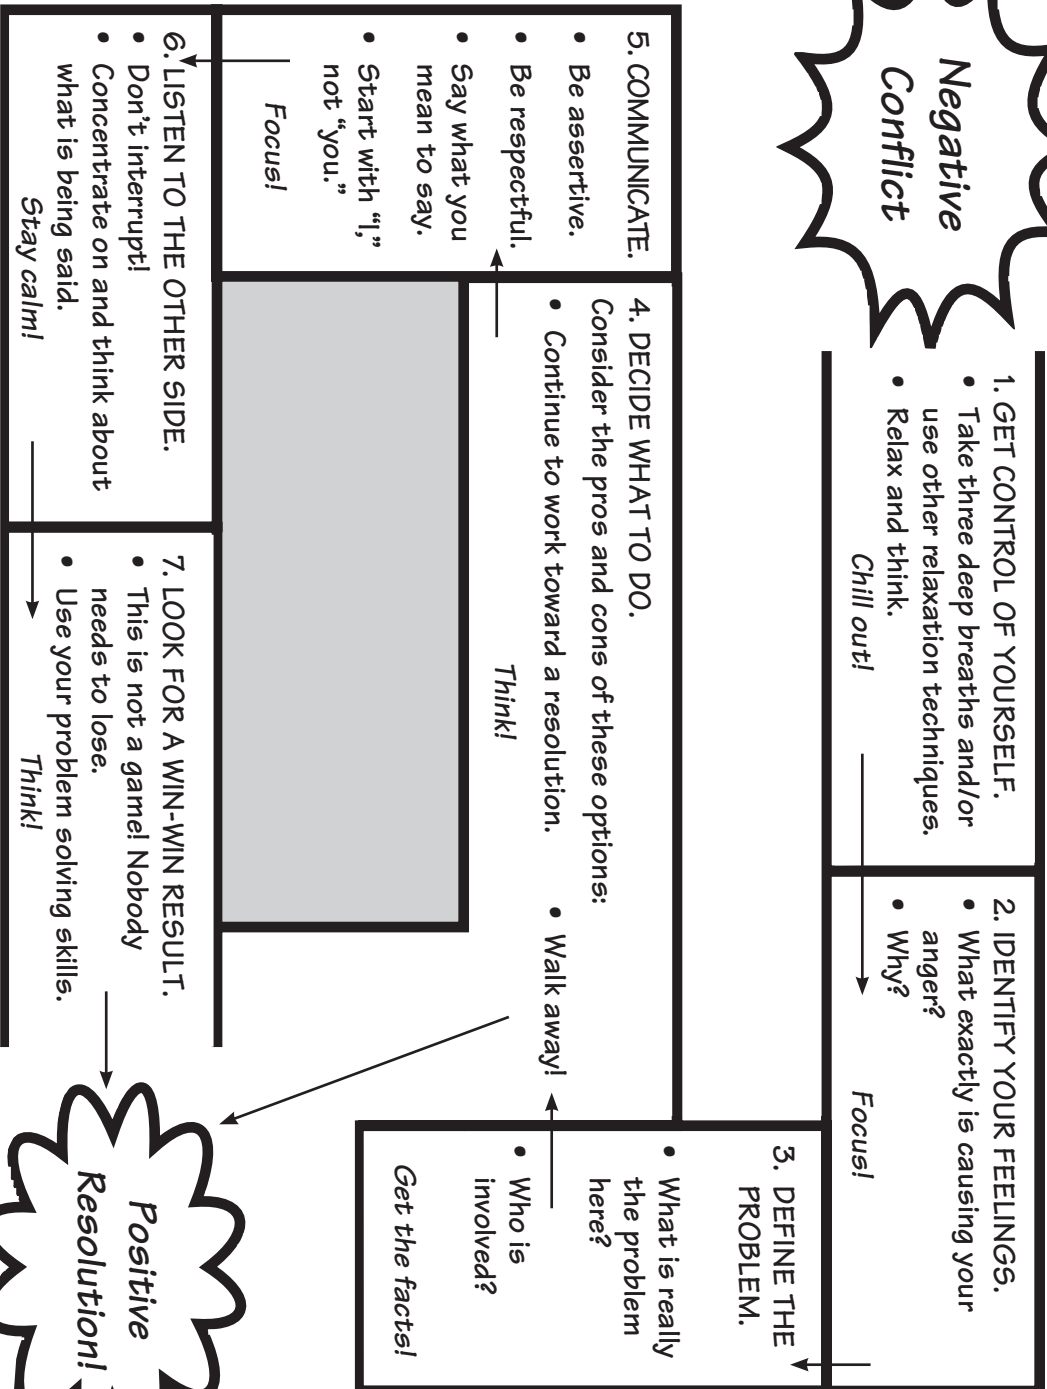 Negative
Conflict
1. GET CONTROL OF YOURSELF.
• Take three deep breaths and/or
use other relaxation techniques.
• Relax and think.
Chill out!
2. IDENTIFY YOUR FEELINGS.
• What exactly is causing your
anger?
• Why?
Focus!
3. DEFINE THE
PROBLEM.
• What is really
the problem
here?
• Who is
involved?
Get the facts!
4. DECIDE WHAT TO DO.
Consider the pros and cons of these options:
• Continue to work toward a resolution. • Walk away!
Think!
5. COMMUNICATE.
• Be assertive.
• Be respectful.
• Say what you
mean to say.
• Start with “I,”
not “you.”
Focus!
6. LISTEN TO THE OTHER SIDE.
• Don’t interrupt!
• Concentrate on and think about
what is being said.
Stay calm!
7. LOOK FOR A WIN-WIN RESULT.
• This is not a game! Nobody
needs to lose.
• Use your problem solving skills.
Think!
Positive
Resolution!